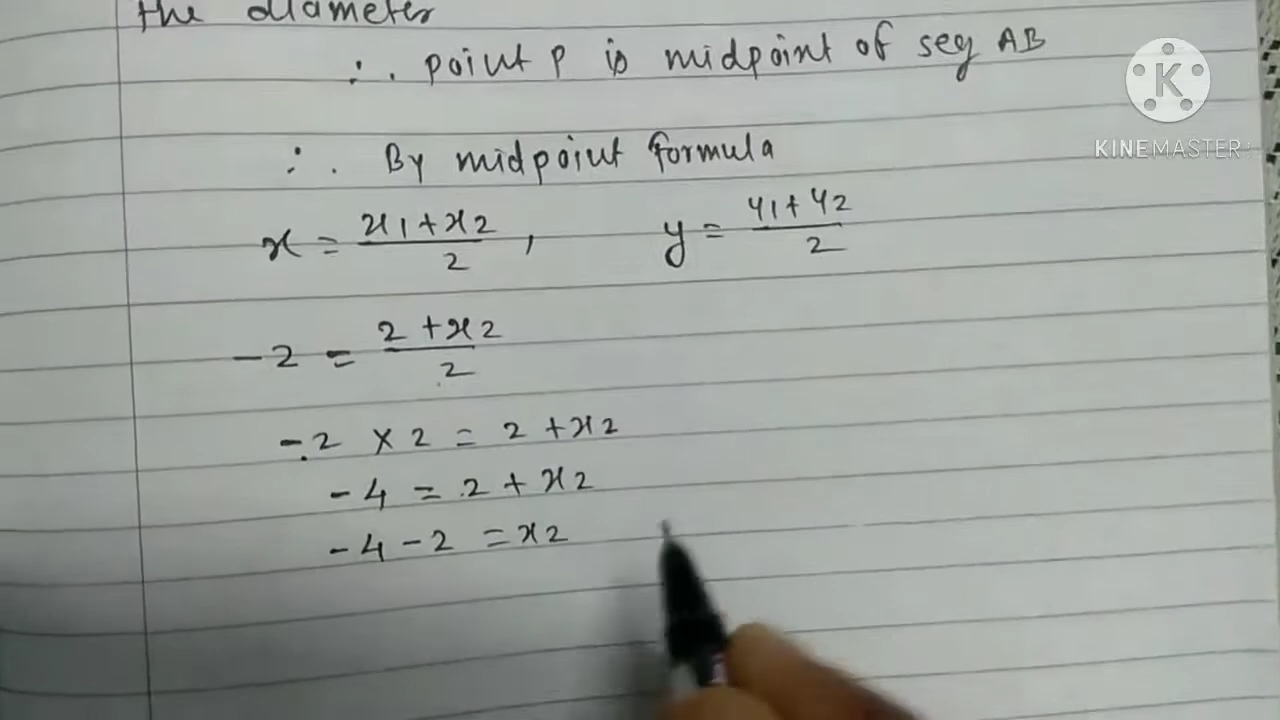 the diameter
∴ point P is midpoint of seg AB
∴ By midpoint formula
x = x1+x2/2 , y = y1+y2/2
-2 = 2+x2/2
-2 × 2 = 2+x2
-4 = 2+x2
-4-2 = x2
K
KINEMASTER